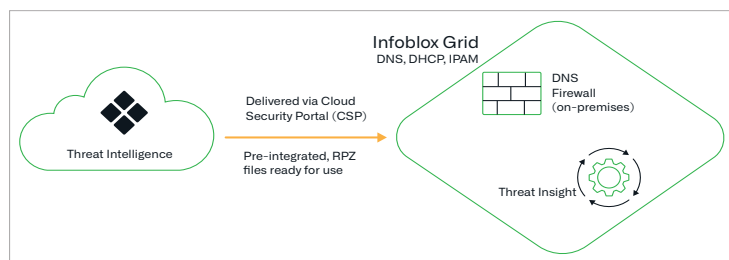 Infoblox Grid
DNS, DHCP, IPAM
DNS
Firewall
(on-premises)
Delivered via Cloud
Security Portal (CSP)
Threat Intelligence
Pre-integrated, RPZ
files ready for use
Threat Insight